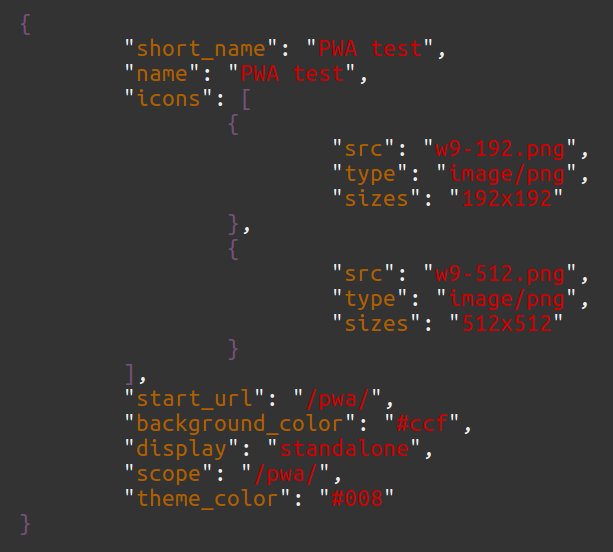 {
"short_name": "PWA test",
"name": "PWA test",
"icons": [
{
"src": "w9-192.png",
"type": "image/png",
"sizes": "192x192"
},
{
"src": "w9-512.png",
"type": "image/png",
"sizes": "512x512"
}
],
"start_url": "/pwa/",
"background_color": "#ccf",
"display": "standalone",
"scope": "/pwa/",
"theme_color": "#008"
}